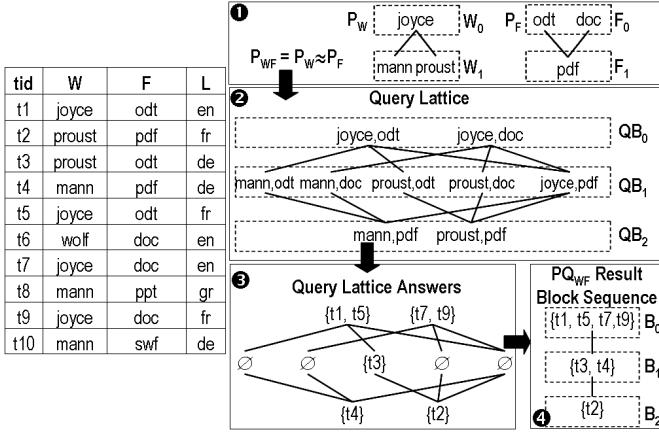 tid W F L
t1 joyce odt en
t2 proust pdf fr
t3 proust odt de
t4 mann pdf de
t5 joyce odt fr
t6 wolf doc en
t7 joyce doc en
t8 mann ppt gr
t9 joyce doc fr
t10 mann swf de
1
P_W joyce W_0 P_F odt doc F_0
P_WF = P_W≈P_F
mann proust W_1 pdf F_1
2 Query Lattice
joyce,odt joyce,doc QB_0
mann,odt mann,doc proust,odt proust,doc joyce,pdf QB_1
mann,pdf proust,pdf QB_2
3 Query Lattice Answers
{t1, t5} {t7, t9}
∅ ∅ {t3} ∅ ∅
{t4} {t2}
PQ_WF Result
Block Sequence
{t1, t5, t7,t9} B_0
{t3, t4} B_1
{t2} B_2
4